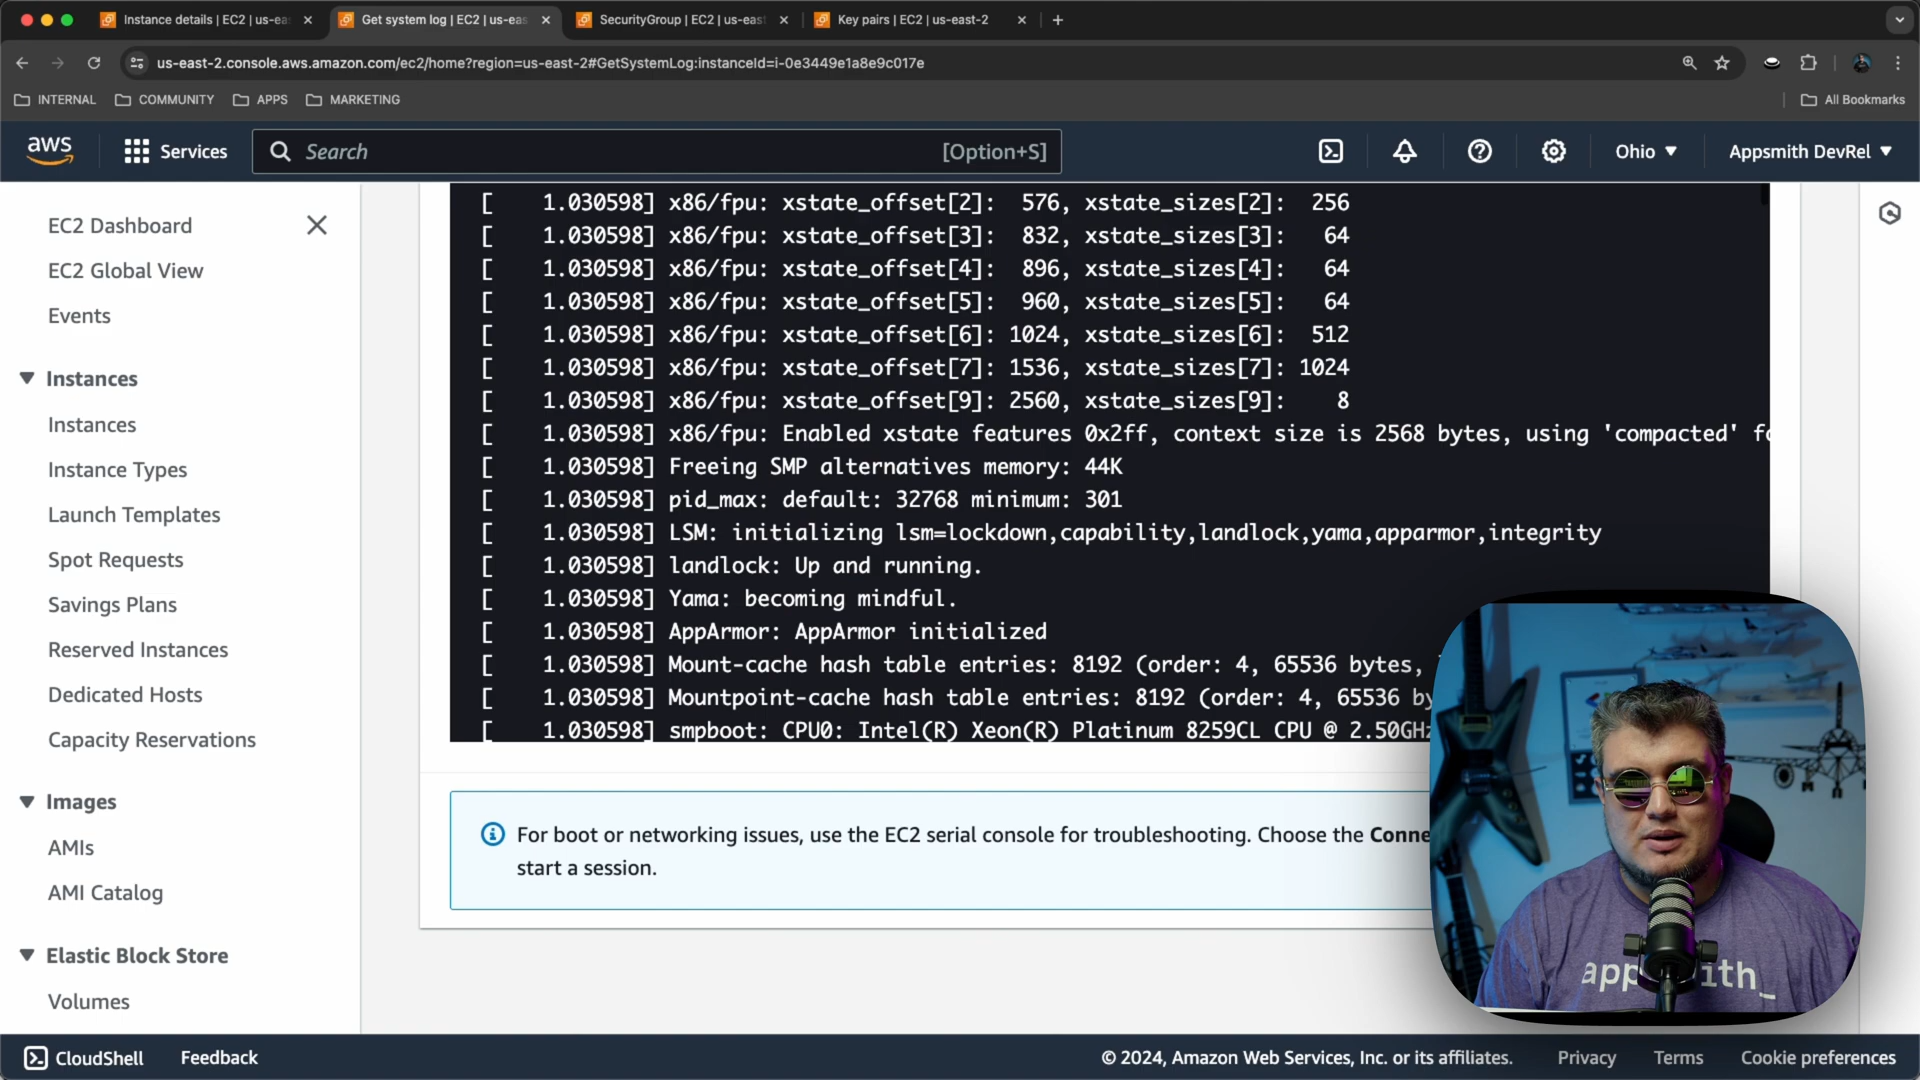 Instance details | EC2 | us-ea
Get system log | EC2 | us-eas
SecurityGroup | EC2 | us-east
Key pairs | EC2 | us-east-2
us-east-2.console.aws.amazon.com/ec2/home?region=us-east-2#GetSystemLog:instanceId=i-0e3449e1a8e9c017e
INTERNAL
COMMUNITY
APPS
MARKETING
All Bookmarks
aws
Services
Search
[Option+S]
Ohio
Appsmith DevRel
EC2 Dashboard
EC2 Global View
Events
Instances
Instances
Instance Types
Launch Templates
Spot Requests
Savings Plans
Reserved Instances
Dedicated Hosts
Capacity Reservations
Images
AMIs
AMI Catalog
Elastic Block Store
Volumes
[    1.030598] x86/fpu: xstate_offset[2]:  576, xstate_sizes[2]:  256
[    1.030598] x86/fpu: xstate_offset[3]:  832, xstate_sizes[3]:   64
[    1.030598] x86/fpu: xstate_offset[4]:  896, xstate_sizes[4]:   64
[    1.030598] x86/fpu: xstate_offset[5]:  960, xstate_sizes[5]:   64
[    1.030598] x86/fpu: xstate_offset[6]: 1024, xstate_sizes[6]:  512
[    1.030598] x86/fpu: xstate_offset[7]: 1536, xstate_sizes[7]: 1024
[    1.030598] x86/fpu: xstate_offset[9]: 2560, xstate_sizes[9]:    8
[    1.030598] x86/fpu: Enabled xstate features 0x2ff, context size is 2568 bytes, using 'compacted' fo
[    1.030598] Freeing SMP alternatives memory: 44K
[    1.030598] pid_max: default: 32768 minimum: 301
[    1.030598] LSM: initializing lsm=lockdown,capability,landlock,yama,apparmor,integrity
[    1.030598] landlock: Up and running.
[    1.030598] Yama: becoming mindful.
[    1.030598] AppArmor: AppArmor initialized
[    1.030598] Mount-cache hash table entries: 8192 (order: 4, 65536 bytes,
[    1.030598] Mountpoint-cache hash table entries: 8192 (order: 4, 65536 by
[    1.030598] smpboot: CPU0: Intel(R) Xeon(R) Platinum 8259CL CPU @ 2.50GHz
For boot or networking issues, use the EC2 serial console for troubleshooting. Choose the Conne
start a session.
CloudShell
Feedback
© 2024, Amazon Web Services, Inc. or its affiliates.
Privacy
Terms
Cookie preferences